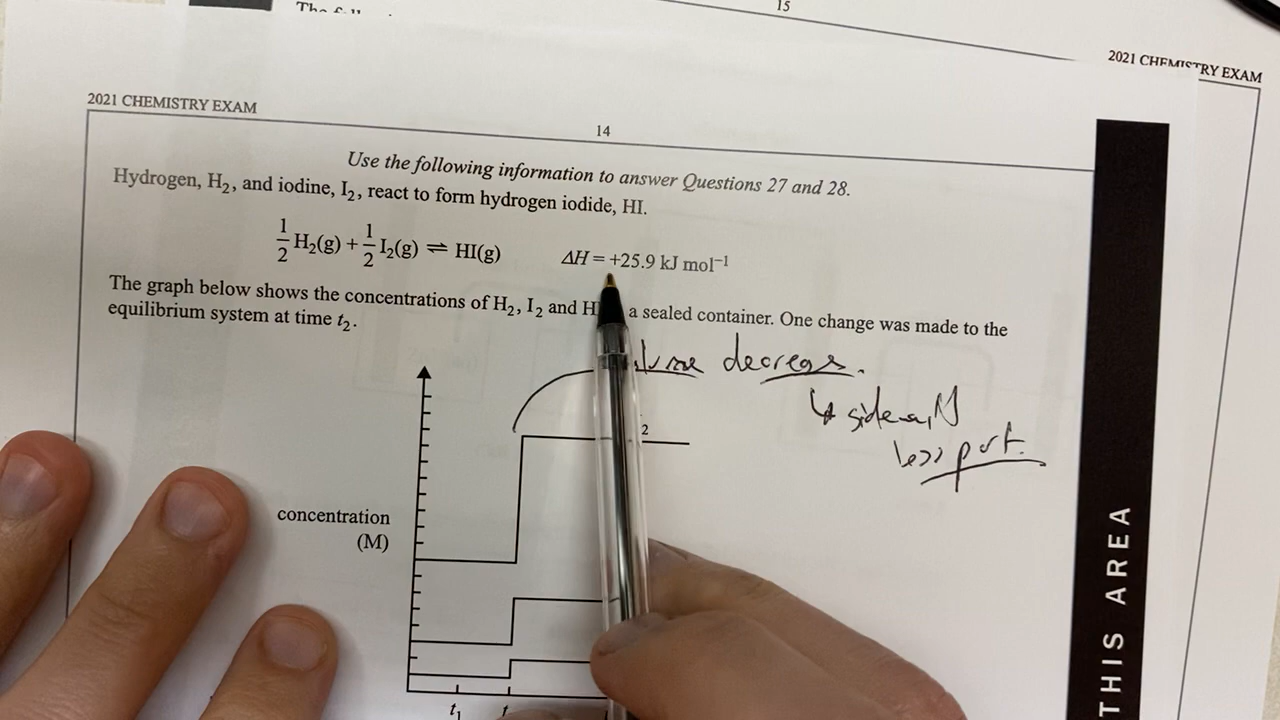 15
2021 CHEMISTRY EXAM
2021 CHEMISTRY EXAM
14
Use the following information to answer Questions 27 and 28.
Hydrogen, H₂, and iodine, I₂, react to form hydrogen iodide, HI.
1/2 H₂(g) + 1/2 I₂(g) ⇌ HI(g) ΔH = +25.9 kJ mol⁻¹
The graph below shows the concentrations of H₂, I₂ and H a sealed container. One change was made to the
equilibrium system at time t₂.
decreas.
↳ side
less part.
2
concentration
(M)
t₁ t
THIS AREA